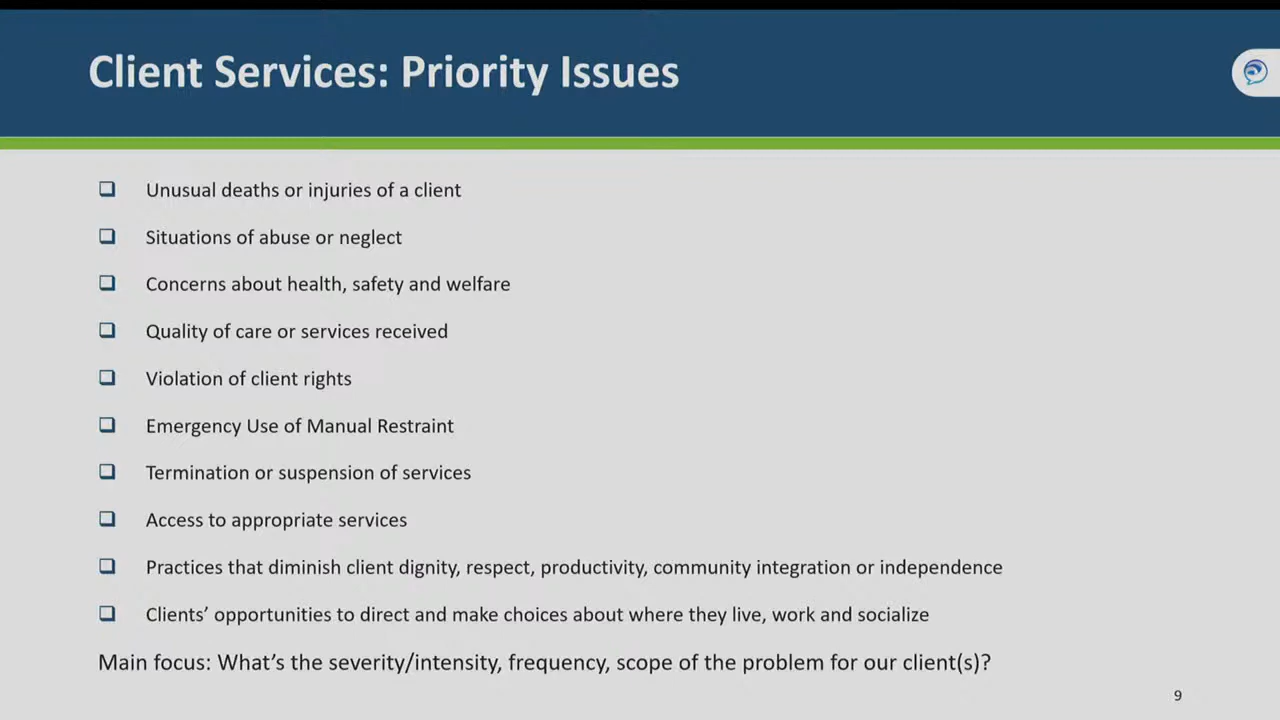 Client Services: Priority Issues
Unusual deaths or injuries of a client
Situations of abuse or neglect
Concerns about health, safety and welfare
Quality of care or services received
Violation of client rights
Emergency Use of Manual Restraint
Termination or suspension of services
Access to appropriate services
Practices that diminish client dignity, respect, productivity, community integration or independence
Clients’ opportunities to direct and make choices about where they live, work and socialize
Main focus: What’s the severity/intensity, frequency, scope of the problem for our client(s)?
9